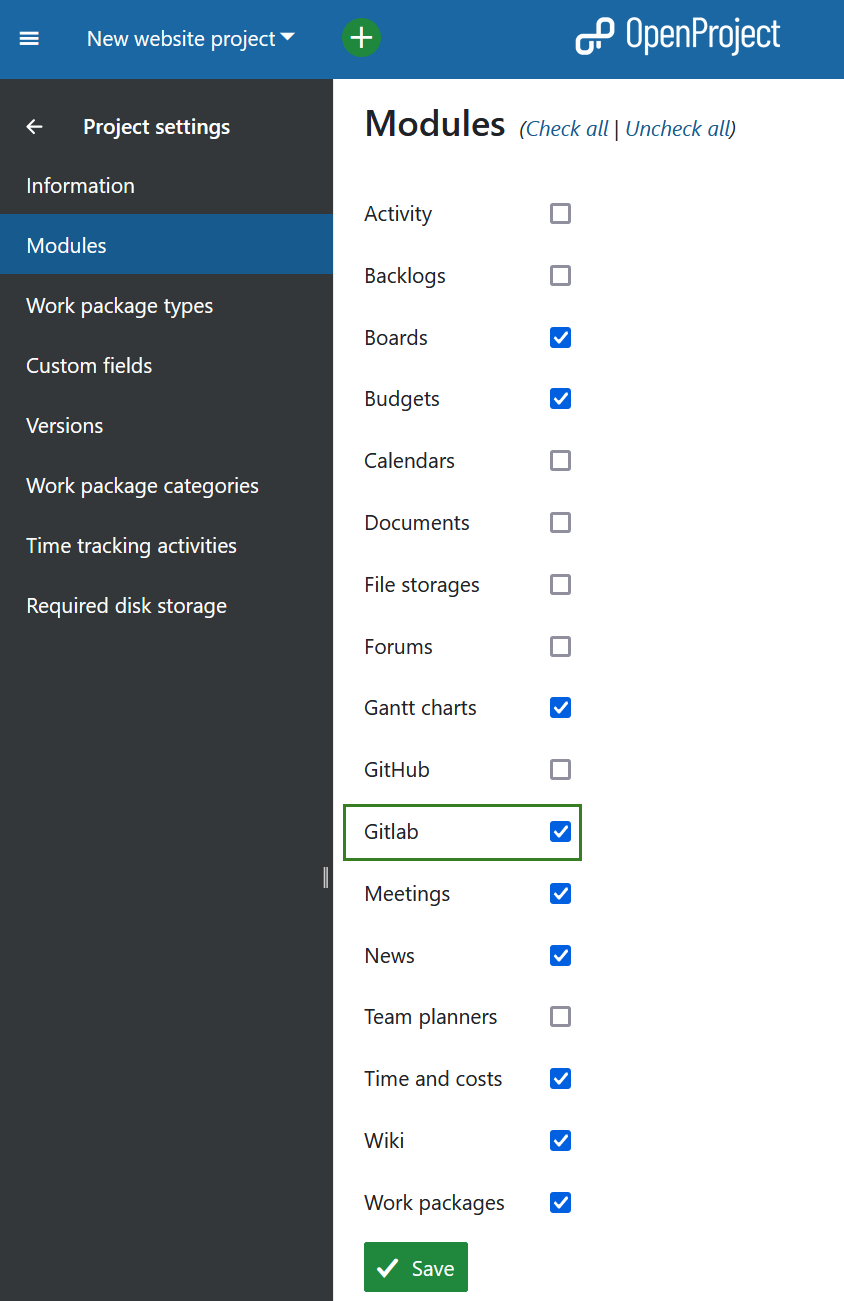 New website project
OpenProject
Project settings
Information
Modules
Work package types
Custom fields
Versions
Work package categories
Time tracking activities
Required disk storage
Modules (Check all | Uncheck all)
Activity
Backlogs
Boards
Budgets
Calendars
Documents
File storages
Forums
Gantt charts
GitHub
Gitlab
Meetings
News
Team planners
Time and costs
Wiki
Work packages
Save